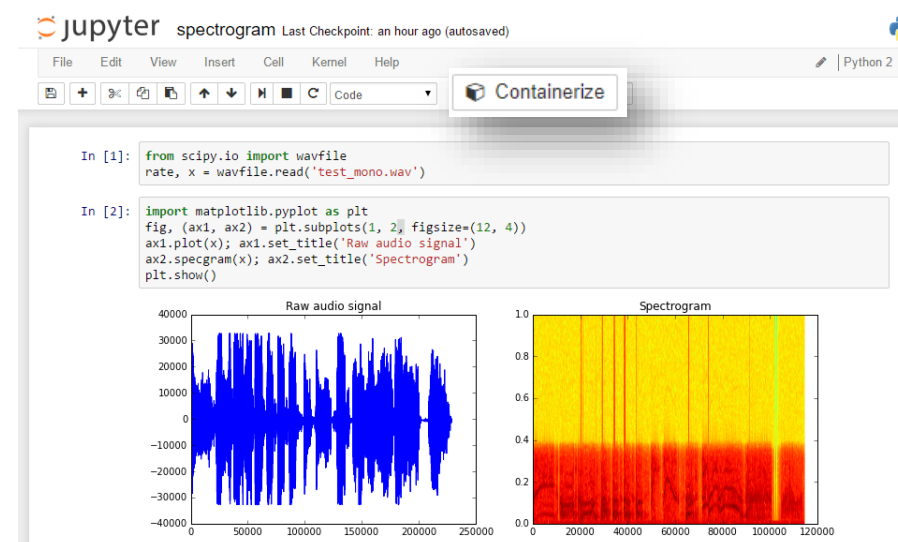 jupyter spectrogram Last Checkpoint: an hour ago (autosaved)
File Edit View Insert Cell Kernel Help Python 2
Code Containerize
In [1]: from scipy.io import wavfile
rate, x = wavfile.read('test_mono.wav')
In [2]: import matplotlib.pyplot as plt
fig, (ax1, ax2) = plt.subplots(1, 2, figsize=(12, 4))
ax1.plot(x); ax1.set_title('Raw audio signal')
ax2.specgram(x); ax2.set_title('Spectrogram')
plt.show()
Raw audio signal
40000
30000
20000
10000
0
−10000
−20000
−30000
−40000
0 50000 100000 150000 200000 250000
Spectrogram
1.0
0.8
0.6
0.4
0.2
0.0
0 20000 40000 60000 80000 100000 120000